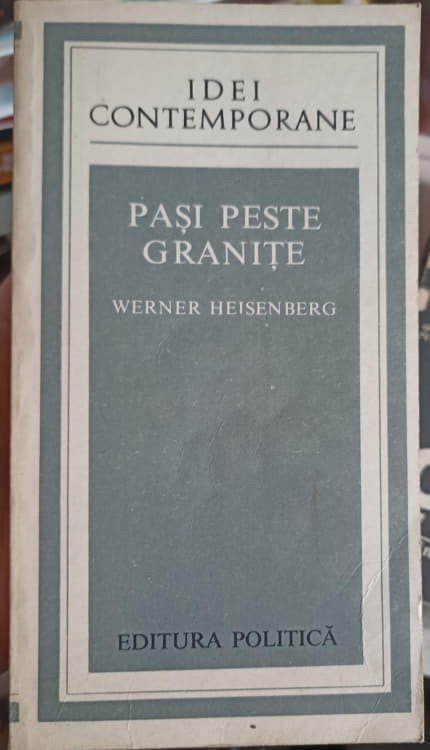 IDEI
CONTEMPORANE
PAȘI PESTE
GRANIȚE
WERNER HEISENBERG
EDITURA POLITICĂ